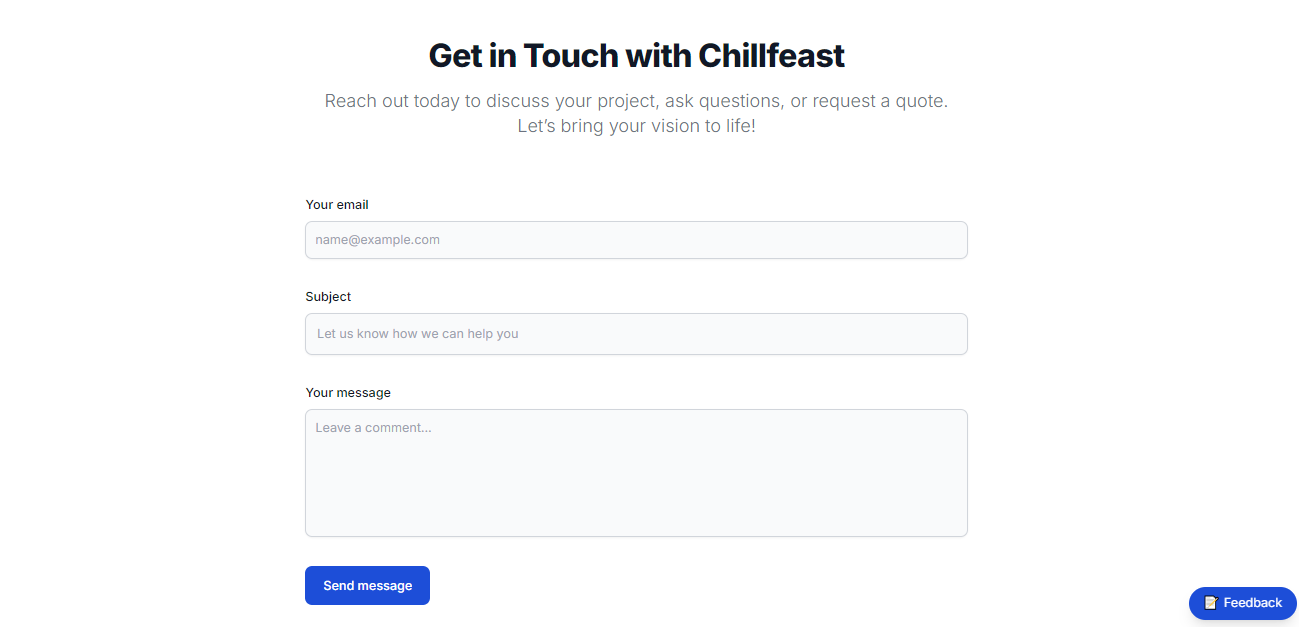 Get in Touch with Chillfeast
Reach out today to discuss your project, ask questions, or request a quote.
Let’s bring your vision to life!
Your email
name@example.com
Subject
Let us know how we can help you
Your message
Leave a comment...
Send message
📝 Feedback